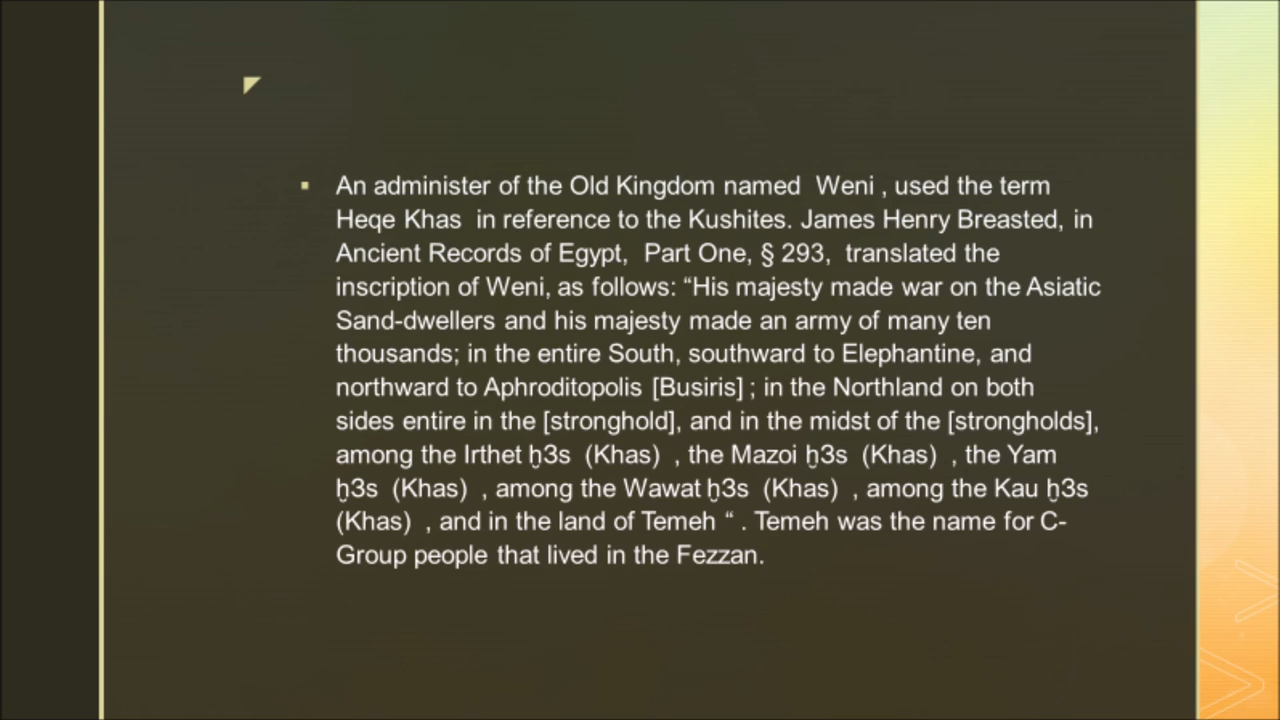 An administer of the Old Kingdom named  Weni , used the term
Heqe Khas  in reference to the Kushites. James Henry Breasted, in
Ancient Records of Egypt,  Part One, § 293,  translated the
inscription of Weni, as follows: “His majesty made war on the Asiatic
Sand-dwellers and his majesty made an army of many ten
thousands; in the entire South, southward to Elephantine, and
northward to Aphroditopolis [Busiris] ; in the Northland on both
sides entire in the [stronghold], and in the midst of the [strongholds],
among the Irthet ḫ3s  (Khas)  , the Mazoi ḫ3s  (Khas)  , the Yam
ḫ3s  (Khas)  , among the Wawat ḫ3s  (Khas)  , among the Kau ḫ3s
(Khas)  , and in the land of Temeh “ . Temeh was the name for C-
Group people that lived in the Fezzan.